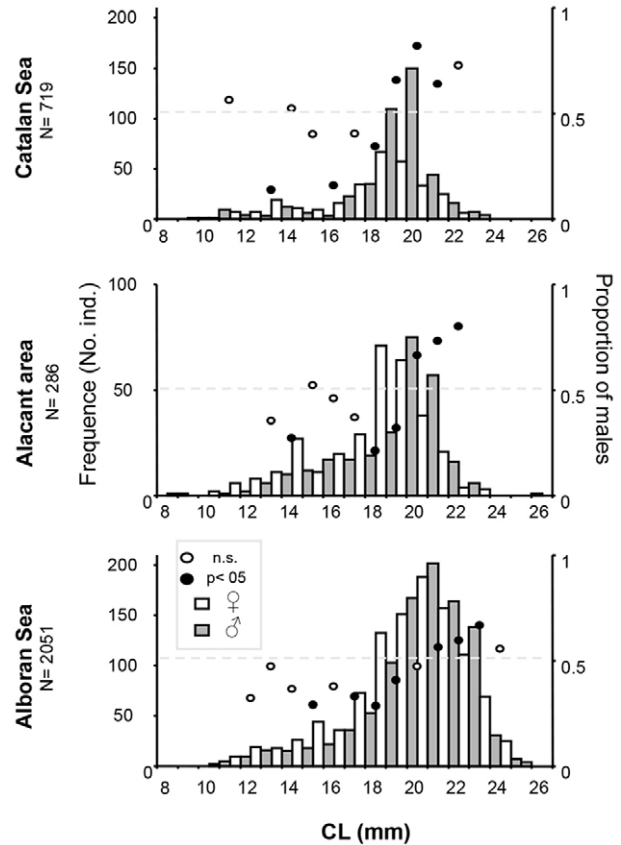 Catalan Sea
N= 719
200
150
100
50
0
1
0.5
0
8 10 12 14 16 18 20 22 24 26
Alacant area
N= 286
Frequence (No. ind.)
100
50
0
1
0.5
0
Proportion of males
8 10 12 14 16 18 20 22 24 26
Alboran Sea
N= 2051
200
150
100
50
0
1
0.5
0
n.s.
p< 05
♀
♂
8 10 12 14 16 18 20 22 24 26
CL (mm)